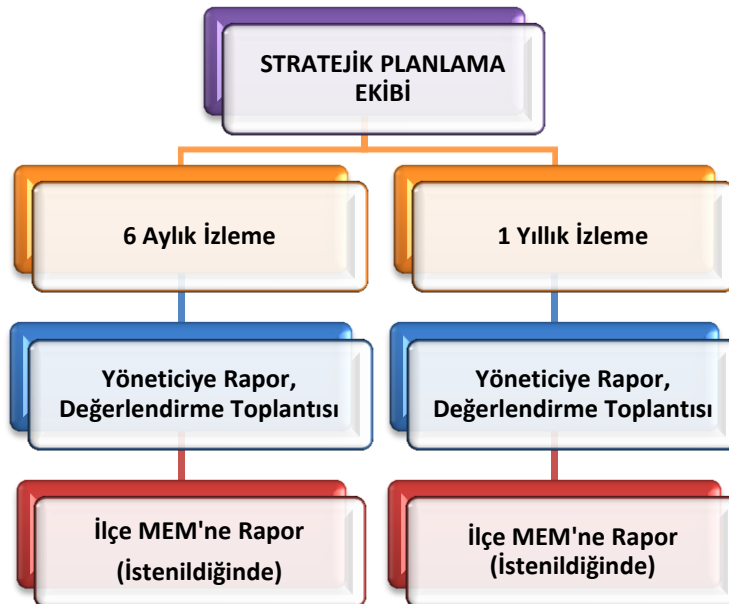 STRATEJİK PLANLAMA
EKİBİ
6 Aylık İzleme
1 Yıllık İzleme
Yöneticiye Rapor,
Değerlendirme Toplantısı
Yöneticiye Rapor,
Değerlendirme Toplantısı
İlçe MEM'ne Rapor
(İstenildiğinde)
İlçe MEM'ne Rapor
(İstenildiğinde)